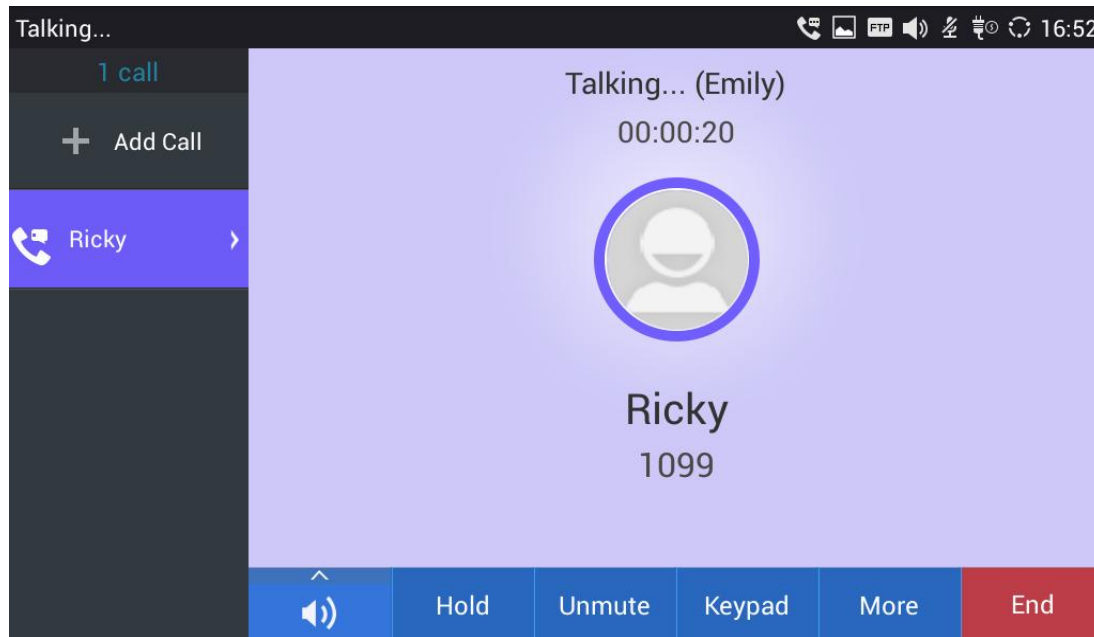 Talking...
FTP
16:52
1 call
Add Call
Ricky
Talking... (Emily)
00:00:20
Ricky
1099
Hold
Unmute
Keypad
More
End